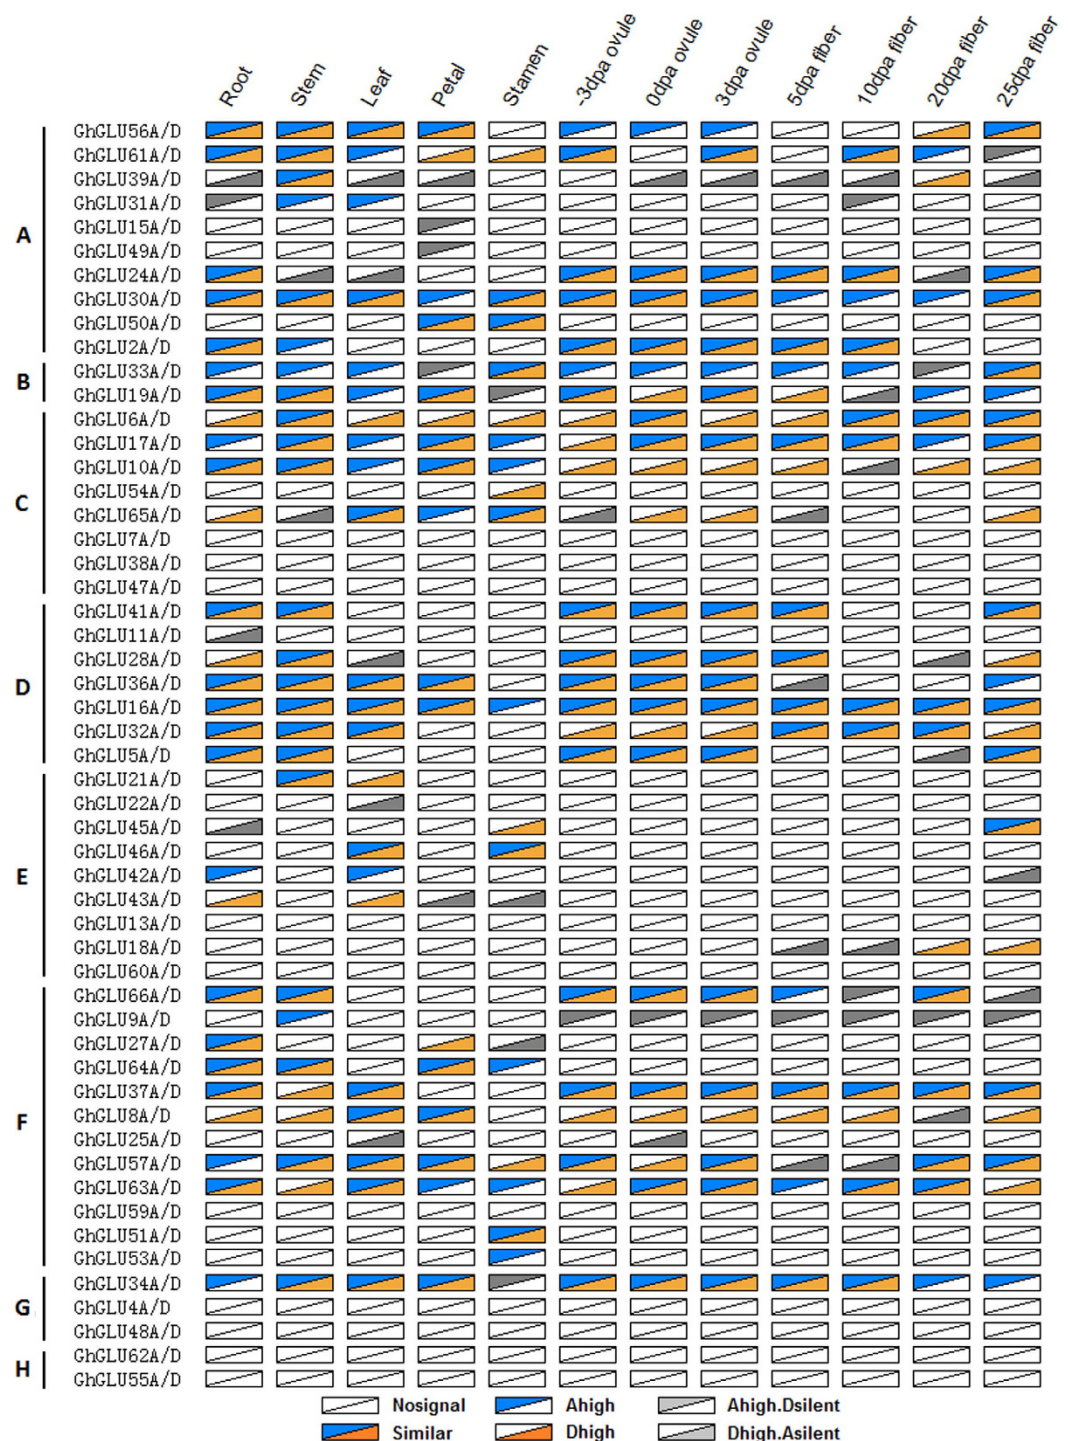 Root Stem Leaf Petal Stamen -3dpa ovule 0dpa ovule 3dpa ovule 5dpa fiber 10dpa fiber 20dpa fiber 25dpa fiber
GhGLU56A/D
GhGLU61A/D
GhGLU39A/D
GhGLU31A/D
A
GhGLU15A/D
GhGLU49A/D
GhGLU24A/D
GhGLU30A/D
GhGLU50A/D
GhGLU2A/D
B
GhGLU33A/D
GhGLU19A/D
GhGLU6A/D
GhGLU17A/D
GhGLU10A/D
C
GhGLU54A/D
GhGLU65A/D
GhGLU7A/D
GhGLU38A/D
GhGLU47A/D
GhGLU41A/D
GhGLU11A/D
GhGLU28A/D
D
GhGLU36A/D
GhGLU16A/D
GhGLU32A/D
GhGLU5A/D
GhGLU21A/D
GhGLU22A/D
GhGLU45A/D
GhGLU46A/D
E
GhGLU42A/D
GhGLU43A/D
GhGLU13A/D
GhGLU18A/D
GhGLU60A/D
GhGLU66A/D
GhGLU9A/D
GhGLU27A/D
GhGLU64A/D
GhGLU37A/D
F
GhGLU8A/D
GhGLU25A/D
GhGLU57A/D
GhGLU63A/D
GhGLU59A/D
GhGLU51A/D
GhGLU53A/D
GhGLU34A/D
G
GhGLU4A/D
GhGLU48A/D
GhGLU62A/D
H
GhGLU55A/D
Nosignal Ahigh Ahigh.Dsilent
Similar Dhigh Dhigh.Asilent